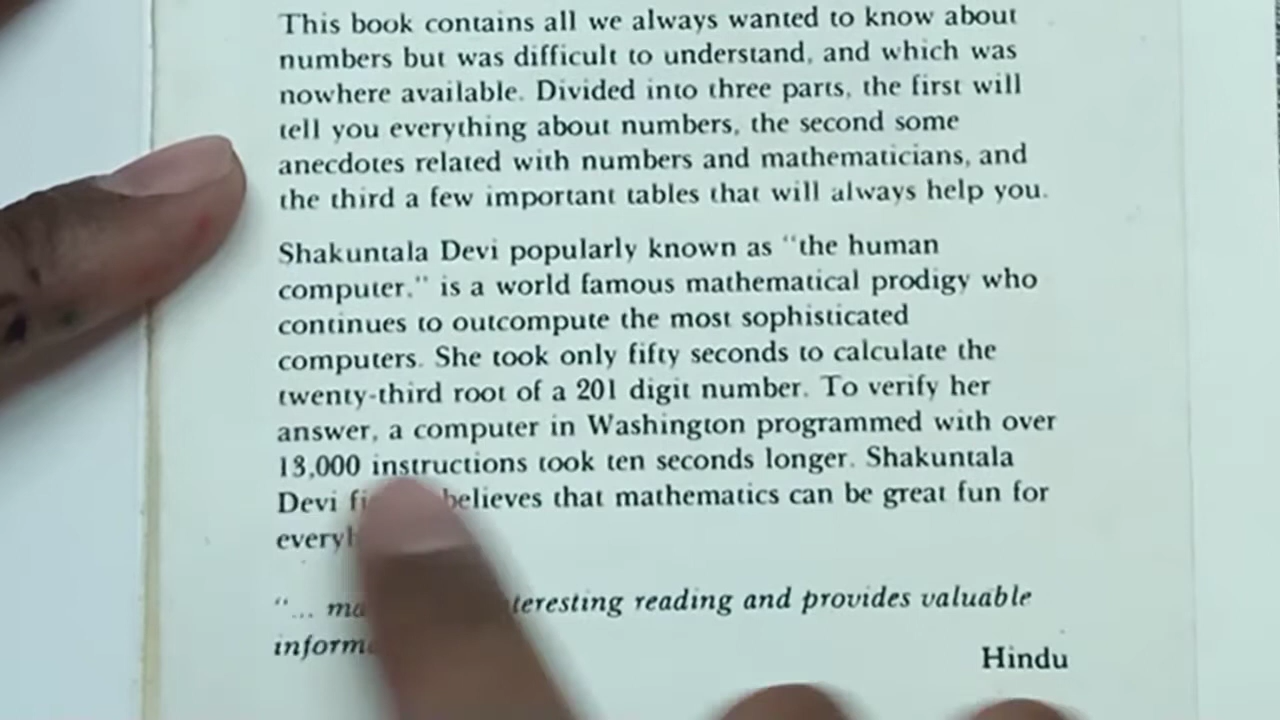 This book contains all we always wanted to know about
numbers but was difficult to understand, and which was
nowhere available. Divided into three parts, the first will
tell you everything about numbers, the second some
anecdotes related with numbers and mathematicians, and
the third a few important tables that will always help you.
Shakuntala Devi popularly known as "the human
computer," is a world famous mathematical prodigy who
continues to outcompute the most sophisticated
computers. She took only fifty seconds to calculate the
twenty-third root of a 201 digit number. To verify her
answer, a computer in Washington programmed with over
13,000 instructions took ten seconds longer. Shakuntala
Devi believes that mathematics can be great fun for
"... reading and provides valuable
Hindu